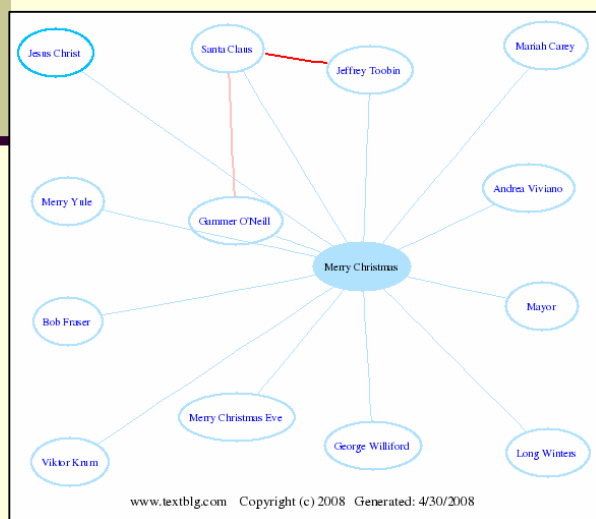 Jesus Christ
Santa Claus
Jeffrey Toobin
Mariah Carey
Merry Yule
Gammer O'Neill
Andrea Viviano
Merry Christmas
Bob Fraser
Mayor
Merry Christmas Eve
George Williford
Viktor Krum
Long Winters
www.textblg.com Copyright (c) 2008 Generated: 4/30/2008